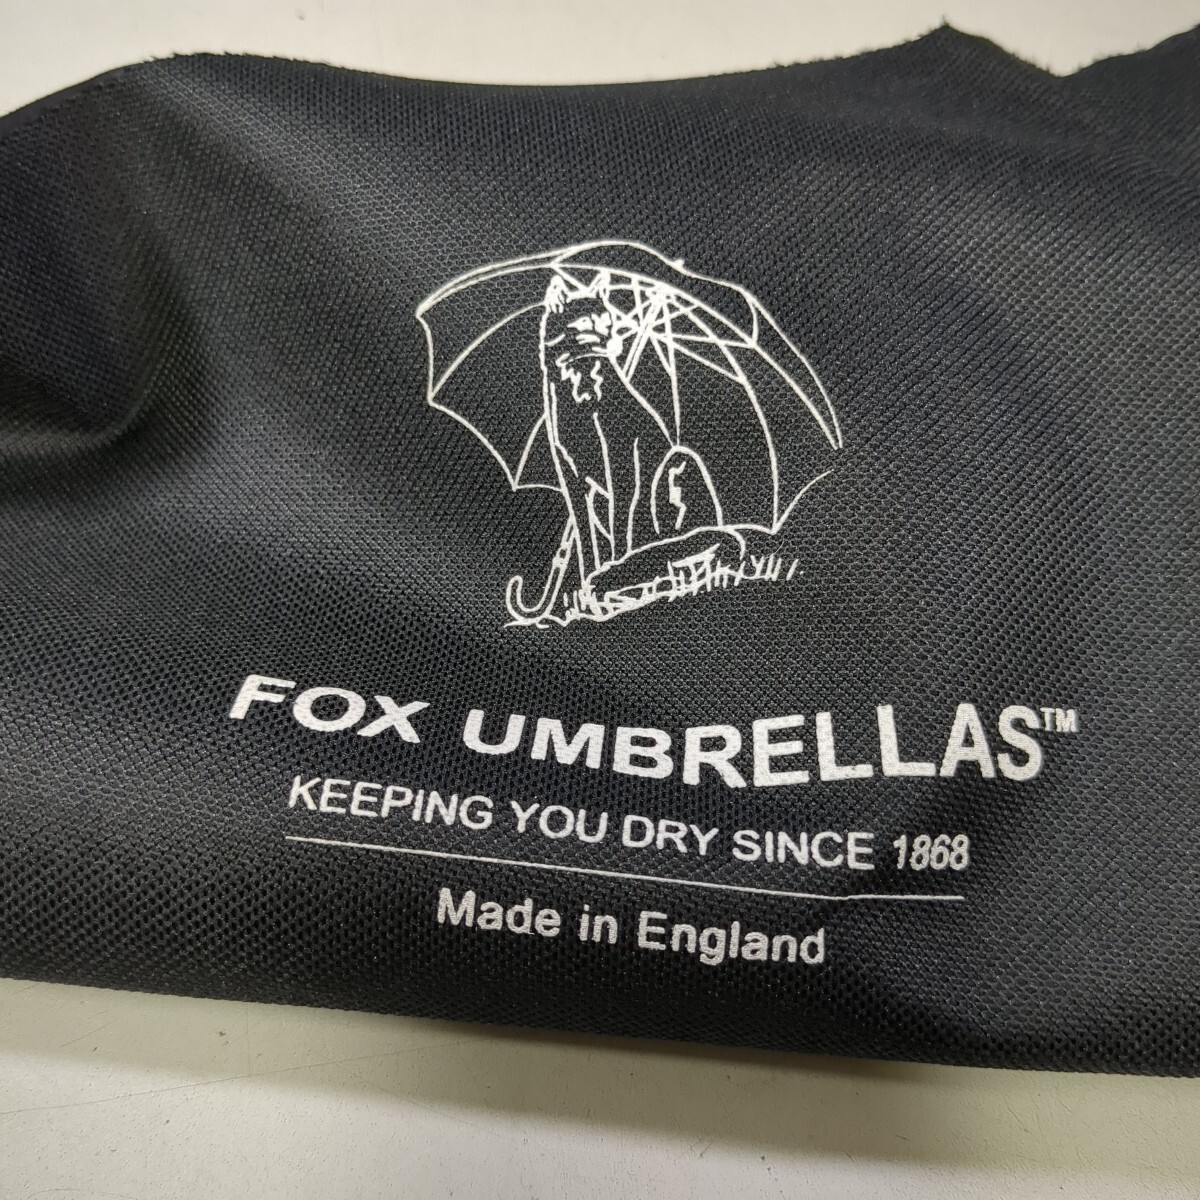 FOX UMBRELLAS™
KEEPING YOU DRY SINCE 1868
Made in England